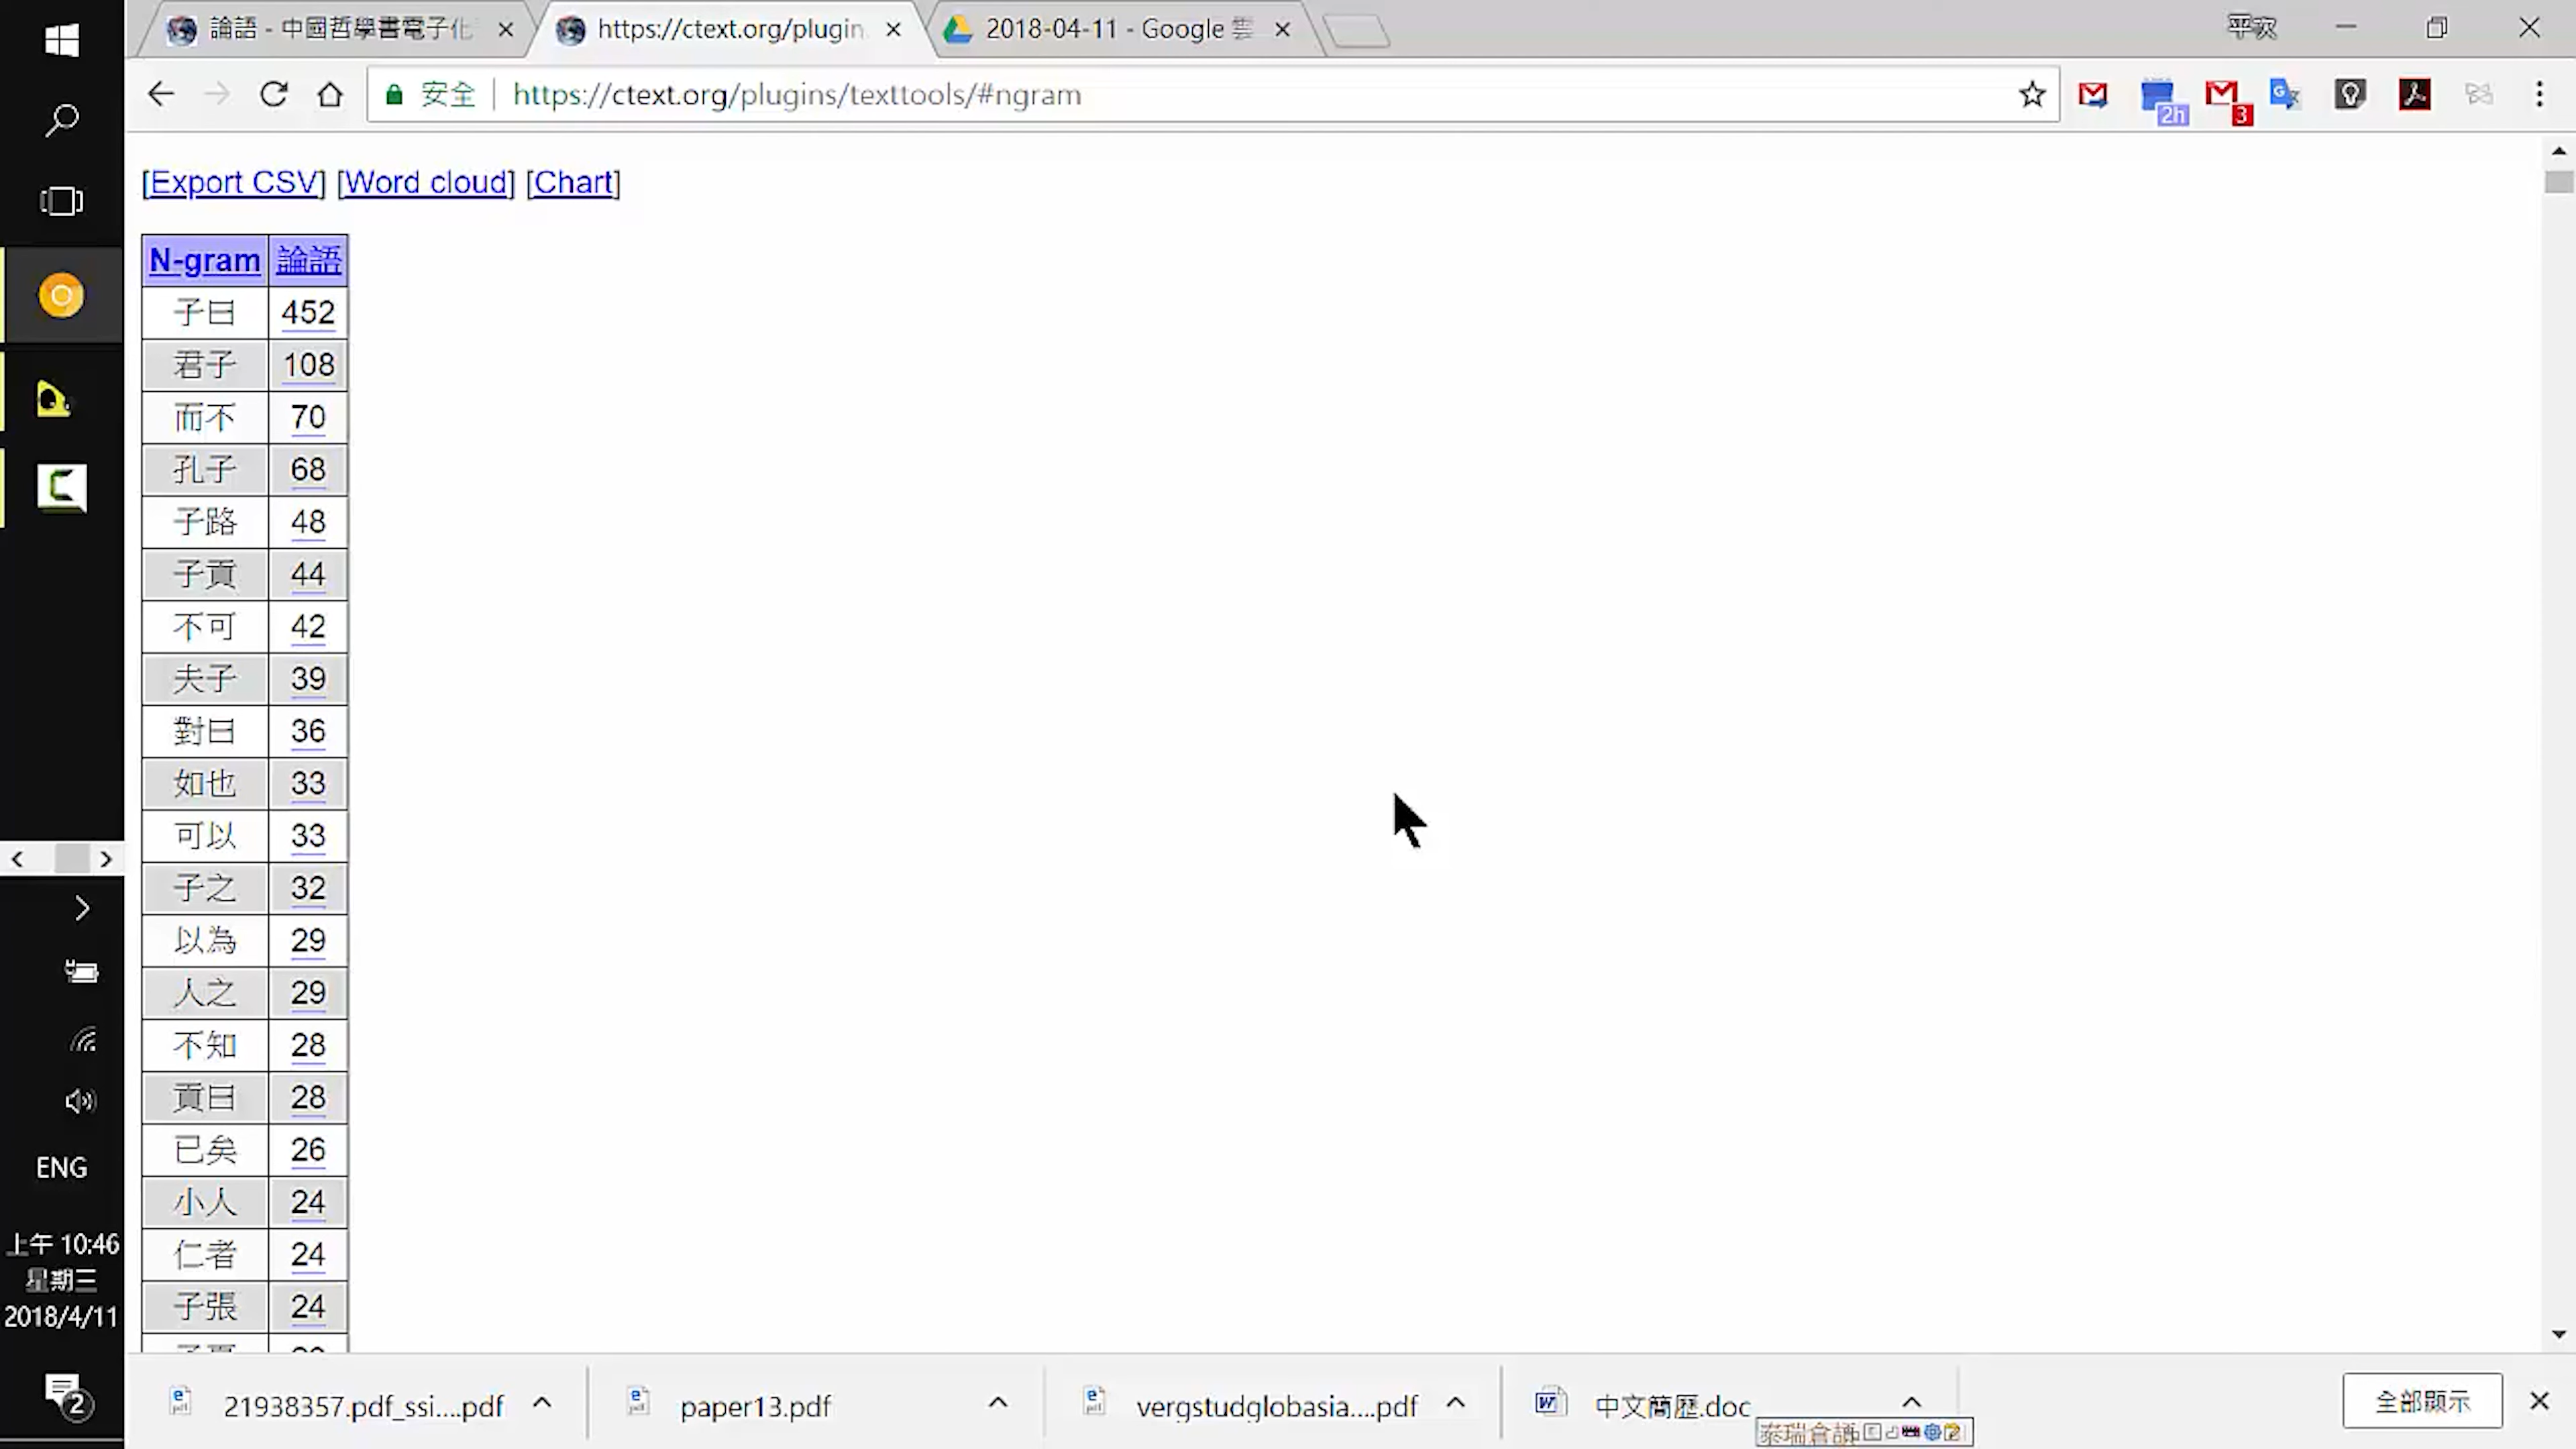 論語 - 中國哲學書電子化
https://ctext.org/plugin
2018-04-11 - Google 雲
安全
https://ctext.org/plugins/texttools/#ngram
2h
3
[Export CSV] [Word cloud] [Chart]
N-gram 論語
子曰 452
君子 108
而不 70
孔子 68
子路 48
子貢 44
不可 42
夫子 39
對曰 36
如也 33
可以 33
子之 32
以為 29
人之 29
不知 28
貢曰 28
已矣 26
小人 24
仁者 24
子張 24
ENG
上午 10:46
星期三
2018/4/11
2
21938357.pdf_ssi....pdf
paper13.pdf
vergstudglobasia....pdf
中文簡歷.doc
全部顯示